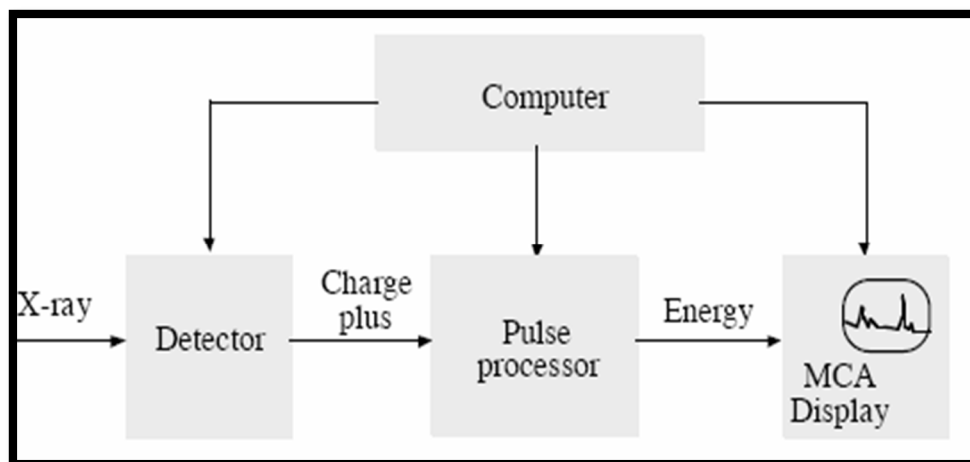 Computer
X-ray
Detector
Charge
plus
Pulse
processor
Energy
MCA
Display